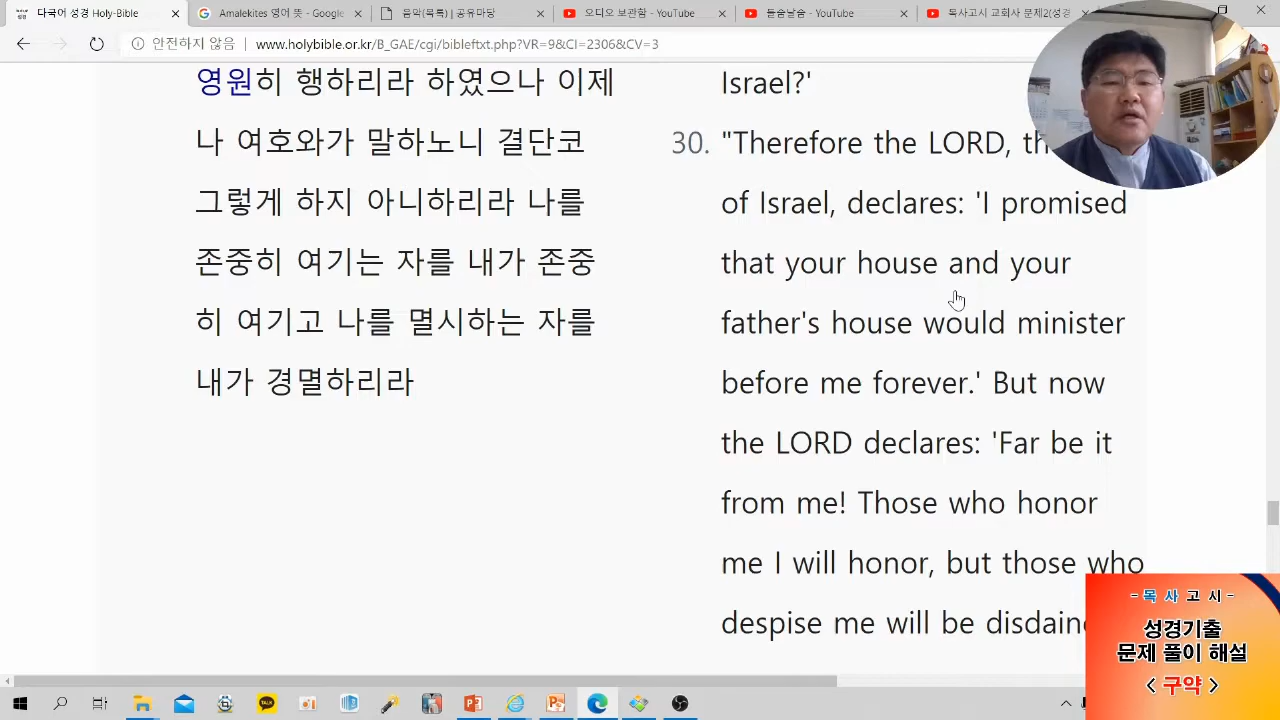 다국어 성경 Holy-Bible
Amalekites 영어 뜻 - Google
음악(목록) | 공유마당
오디오 보관함 - YouTube
돌숨날숨 - YouTube
목사고시 교회사 문제2(성경
안전하지 않음
www.holybible.or.kr/B_GAE/cgi/bibleftxt.php?VR=9&CI=2306&CV=3
영원히 행하리라 하였으나 이제
나 여호와가 말하노니 결단코
그렇게 하지 아니하리라 나를
존중히 여기는 자를 내가 존중
히 여기고 나를 멸시하는 자를
내가 경멸하리라
Israel?'
30. "Therefore the LORD,
of Israel, declares: 'I promised
that your house and your
father's house would minister
before me forever.' But now
the LORD declares: 'Far be it
from me! Those who honor
me I will honor, but those who
despise me will be
-목사고시-
성경기출
문제 풀이 해설
< 구약 >